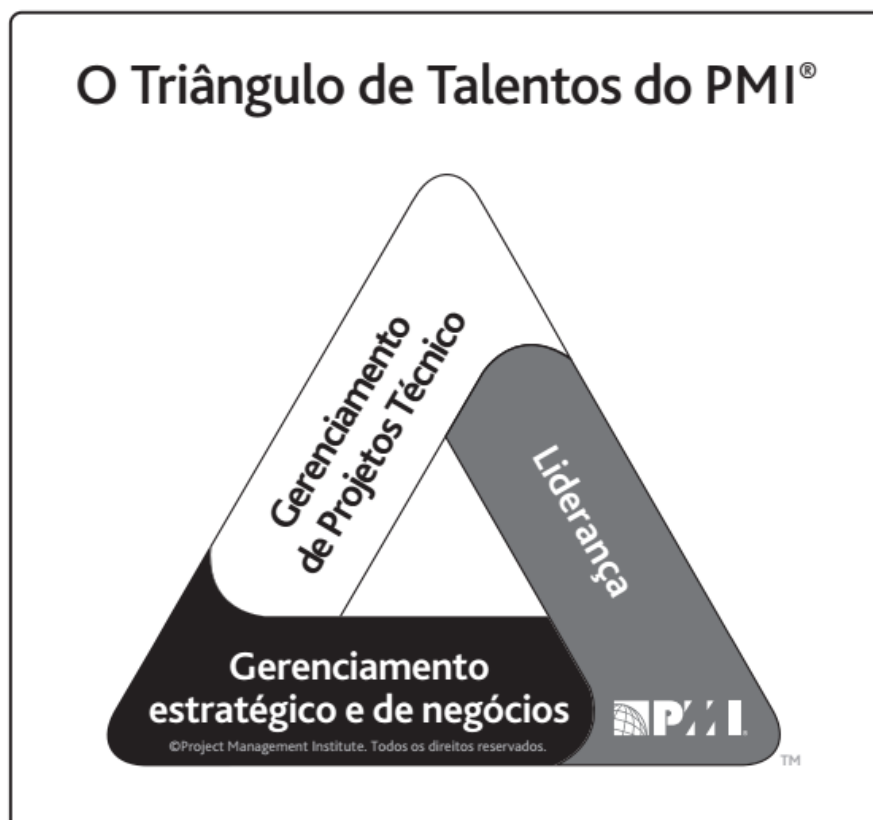 O Triângulo de Talentos do PMI®
Gerenciamento
de Projetos Técnico
Liderança
Gerenciamento
estratégico e de negócios
©Project Management Institute. Todos os direitos reservados.
PMI.
TM